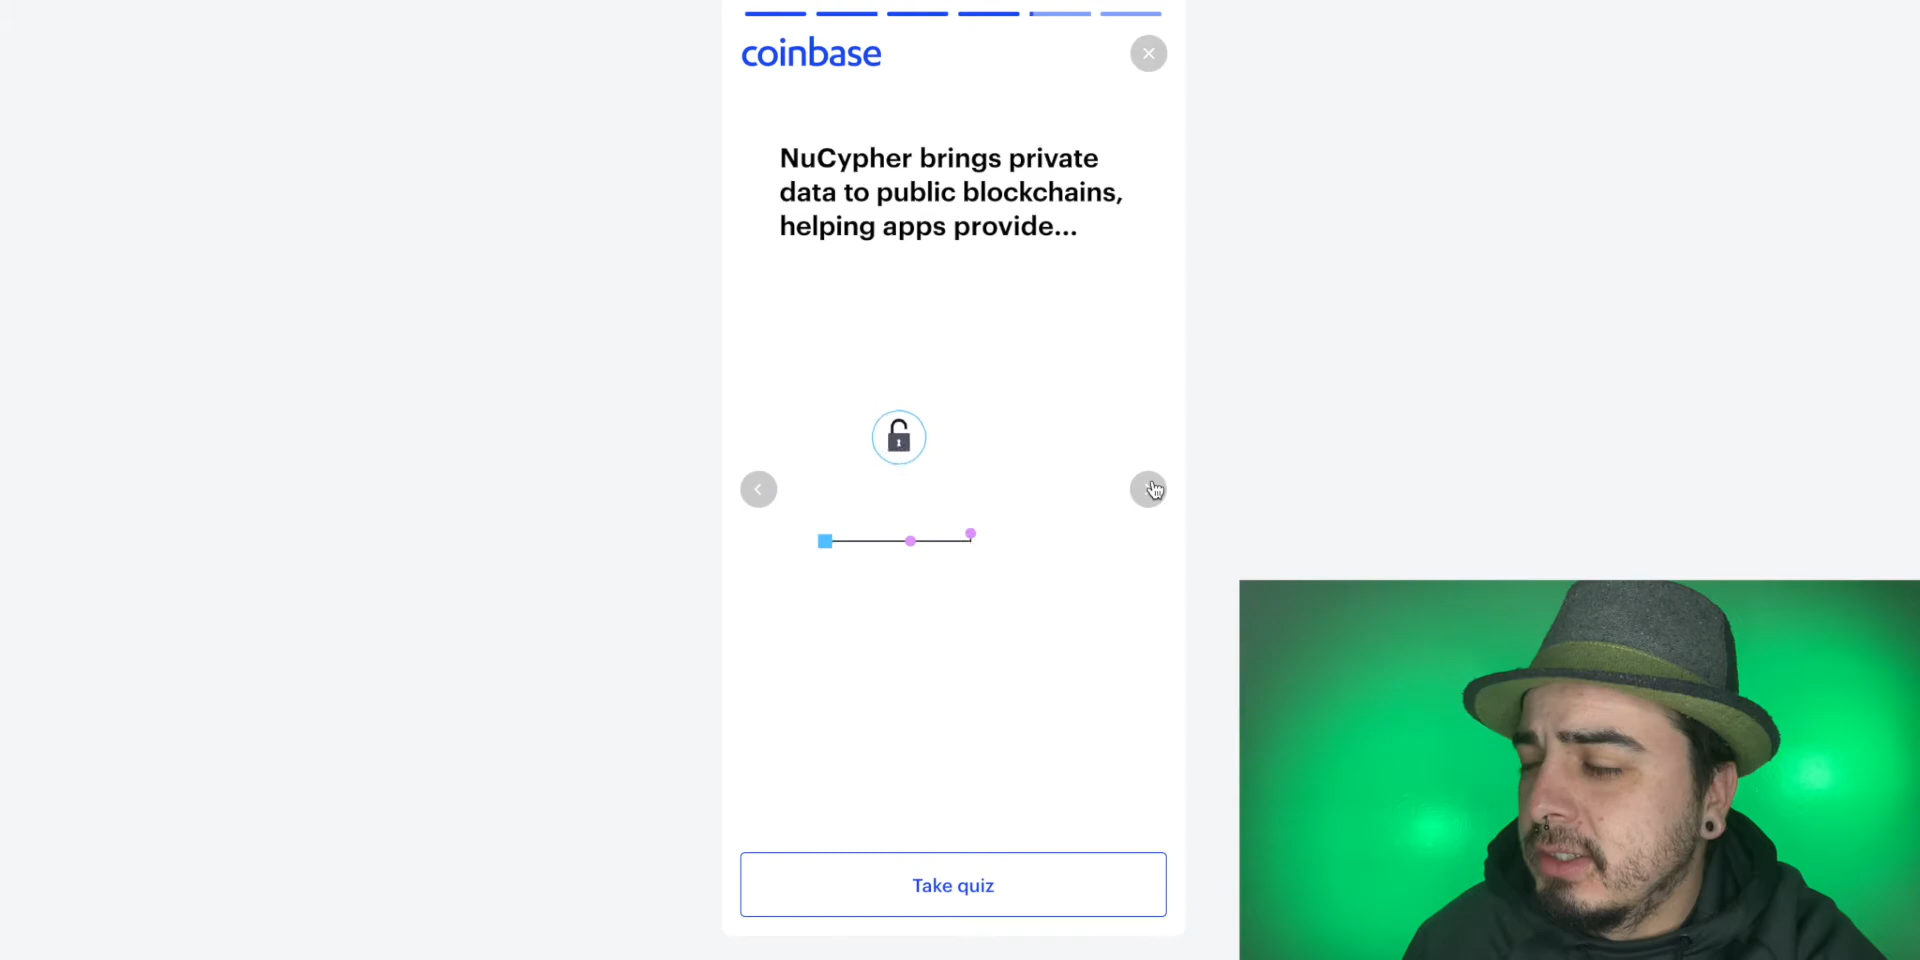 coinbase
NuCypher brings private
data to public blockchains,
helping apps provide...
Take quiz